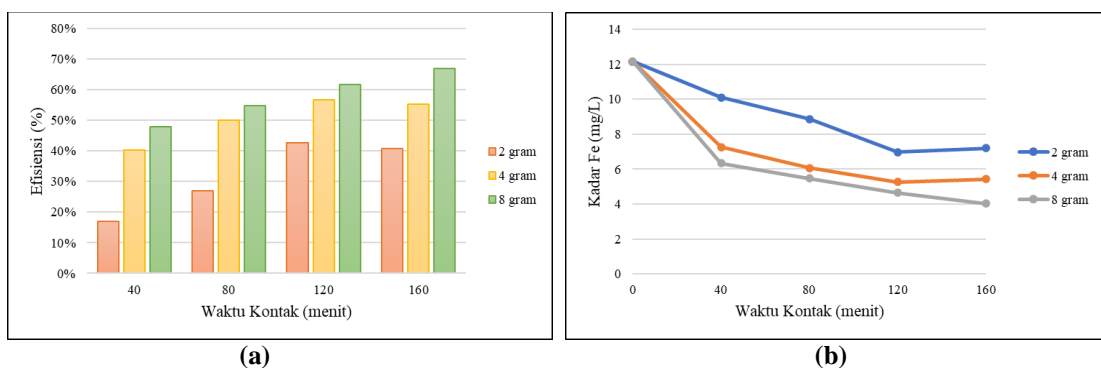 80%
70%
60%
50%
40%
30%
20%
10%
0%
Efisiensi (%)
40 80 120 160
Waktu Kontak (menit)
2 gram
4 gram
8 gram
(a)
14
12
10
8
6
4
2
0
Kadar Fe (mg/L)
0 40 80 120 160
Waktu Kontak (menit)
2 gram
4 gram
8 gram
(b)